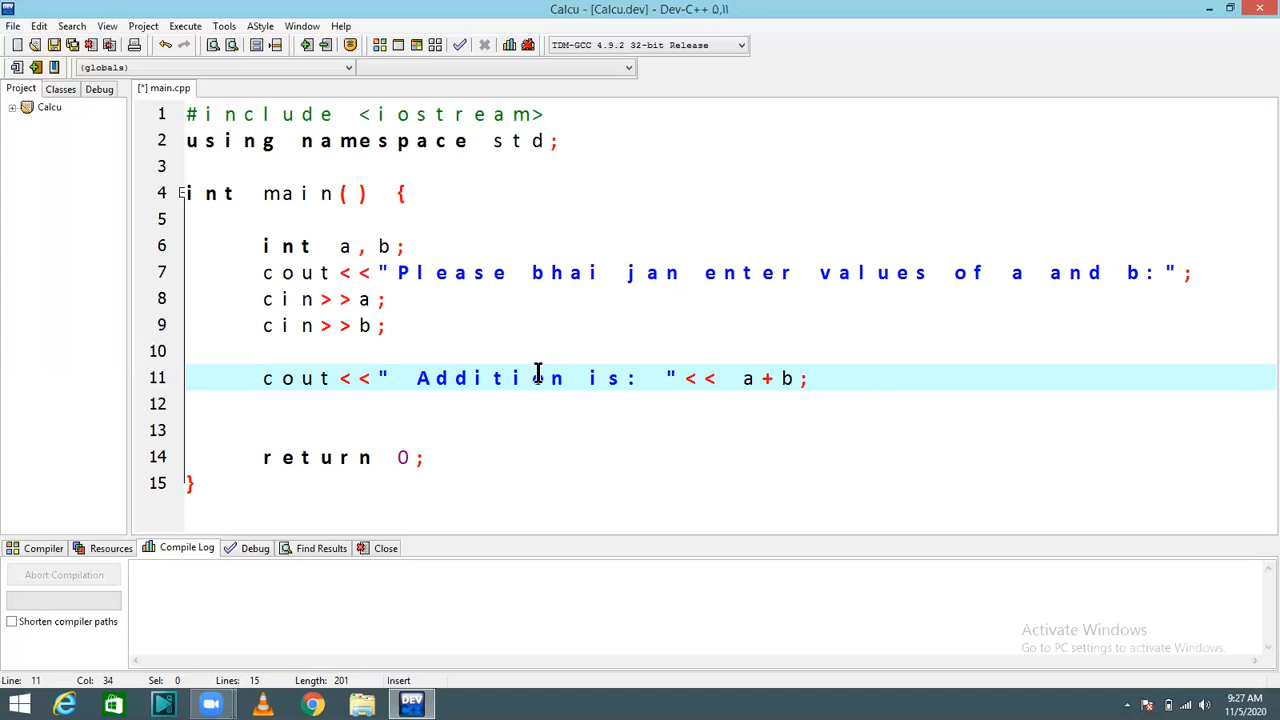 Calcu - [Calcu.dev] - Dev-C++ 5.11
File Edit Search View Project Execute Tools AStyle Window Help
TDM-GCC 4.9.2 32-bit Release
(globals)
Project Classes Debug
[*] main.cpp
Calcu
1 #include <iostream>
2 using namespace std;
3
4 int main() {
5
6 int a, b;
7 cout<<"Please bhai jan enter values of a and b:";
8 cin>>a;
9 cin>>b;
10
11 cout<<" Addition is: "<< a+b;
12
13
14 return 0;
15 }
Compiler Resources Compile Log Debug Find Results Close
Abort Compilation
Shorten compiler paths
Activate Windows
Go to PC settings to activate Windows.
Line: 11 Col: 34 Sel: 0 Lines: 15 Length: 201 Insert
DEV
9:27 AM
11/5/2020